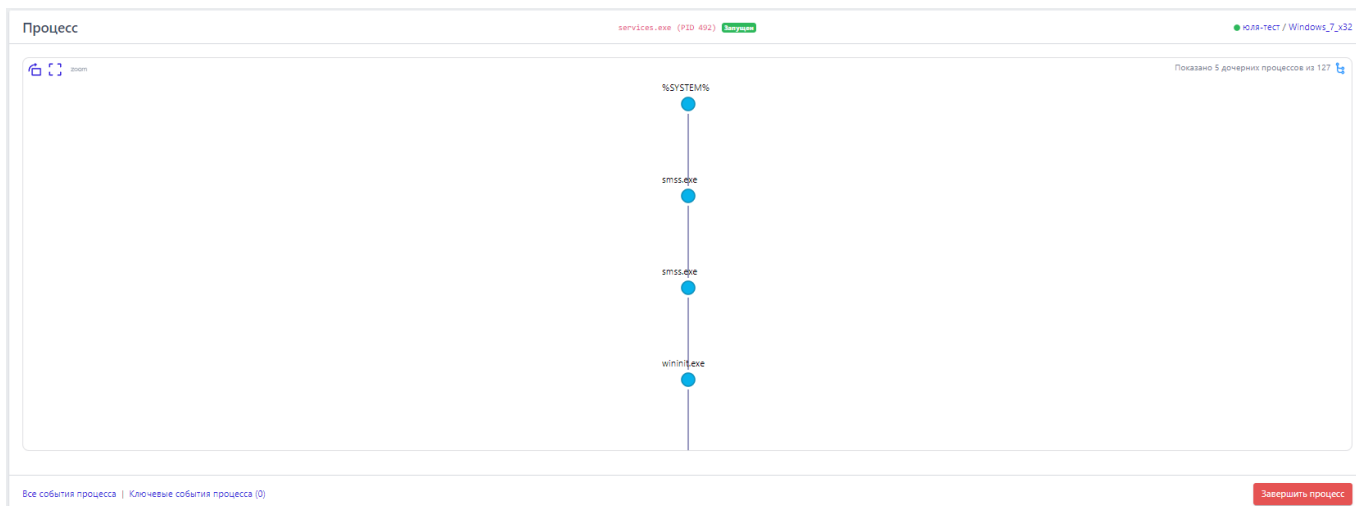 Процесс
services.exe (PID 492) Запущен
юля-тест / Windows_7_x32
zoom
Показано 5 дочерних процессов из 127
%SYSTEM%
smss.exe
smss.exe
wininit.exe
Все события процесса | Ключевые события процесса (0)
Завершить процесс